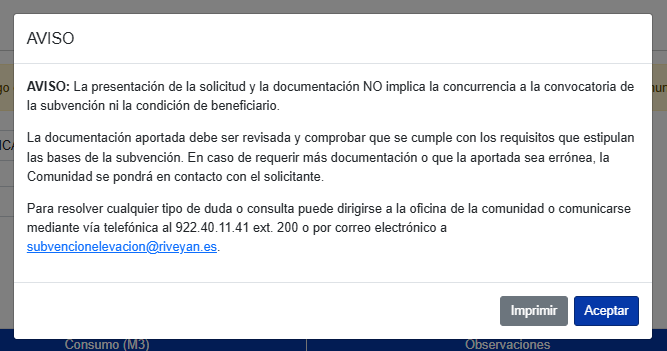 AVISO
AVISO: La presentación de la solicitud y la documentación NO implica la concurrencia a la convocatoria de
la subvención ni la condición de beneficiario.
La documentación aportada debe ser revisada y comprobar que se cumple con los requisitos que estipulan
las bases de la subvención. En caso de requerir más documentación o que la aportada sea errónea, la
Comunidad se pondrá en contacto con el solicitante.
Para resolver cualquier tipo de duda o consulta puede dirigirse a la oficina de la comunidad o comunicarse
mediante vía telefónica al 922.40.11.41 ext. 200 o por correo electrónico a
subvencionelevacion@riveyan.es.
Imprimir Aceptar
Consumo (M3) Observaciones